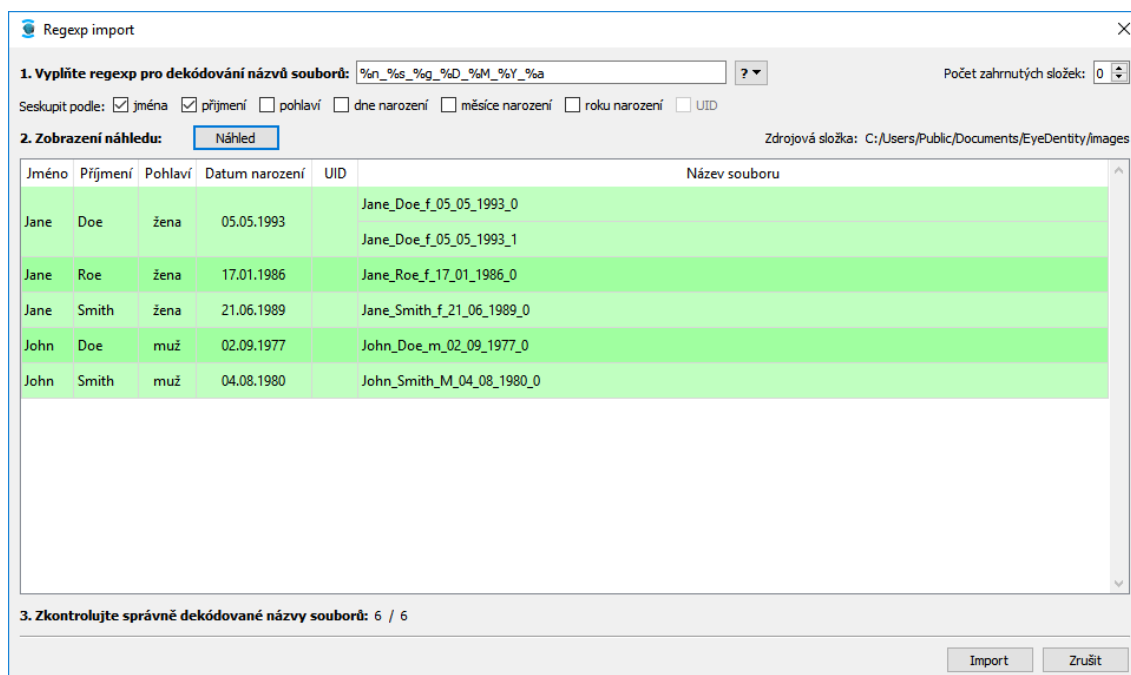 Regexp import
1. Vyplňte regexp pro dekódování názvů souborů: %n_%s_%g_%D_%M_%Y_%a ? Počet zahrnutých složek: 0
Seskupit podle: jména přijmení pohlaví dne narození měsíce narození roku narození UID
2. Zobrazení náhledu: Náhled Zdrojová složka: C:/Users/Public/Documents/EyeDentity/images
Jméno Příjmení Pohlaví Datum narození UID Název souboru
Jane Doe žena 05.05.1993 Jane_Doe_f_05_05_1993_0
Jane_Doe_f_05_05_1993_1
Jane Roe žena 17.01.1986 Jane_Roe_f_17_01_1986_0
Jane Smith žena 21.06.1989 Jane_Smith_f_21_06_1989_0
John Doe muž 02.09.1977 John_Doe_m_02_09_1977_0
John Smith muž 04.08.1980 John_Smith_M_04_08_1980_0
3. Zkontrolujte správně dekódované názvy souborů: 6 / 6
Import Zrušit